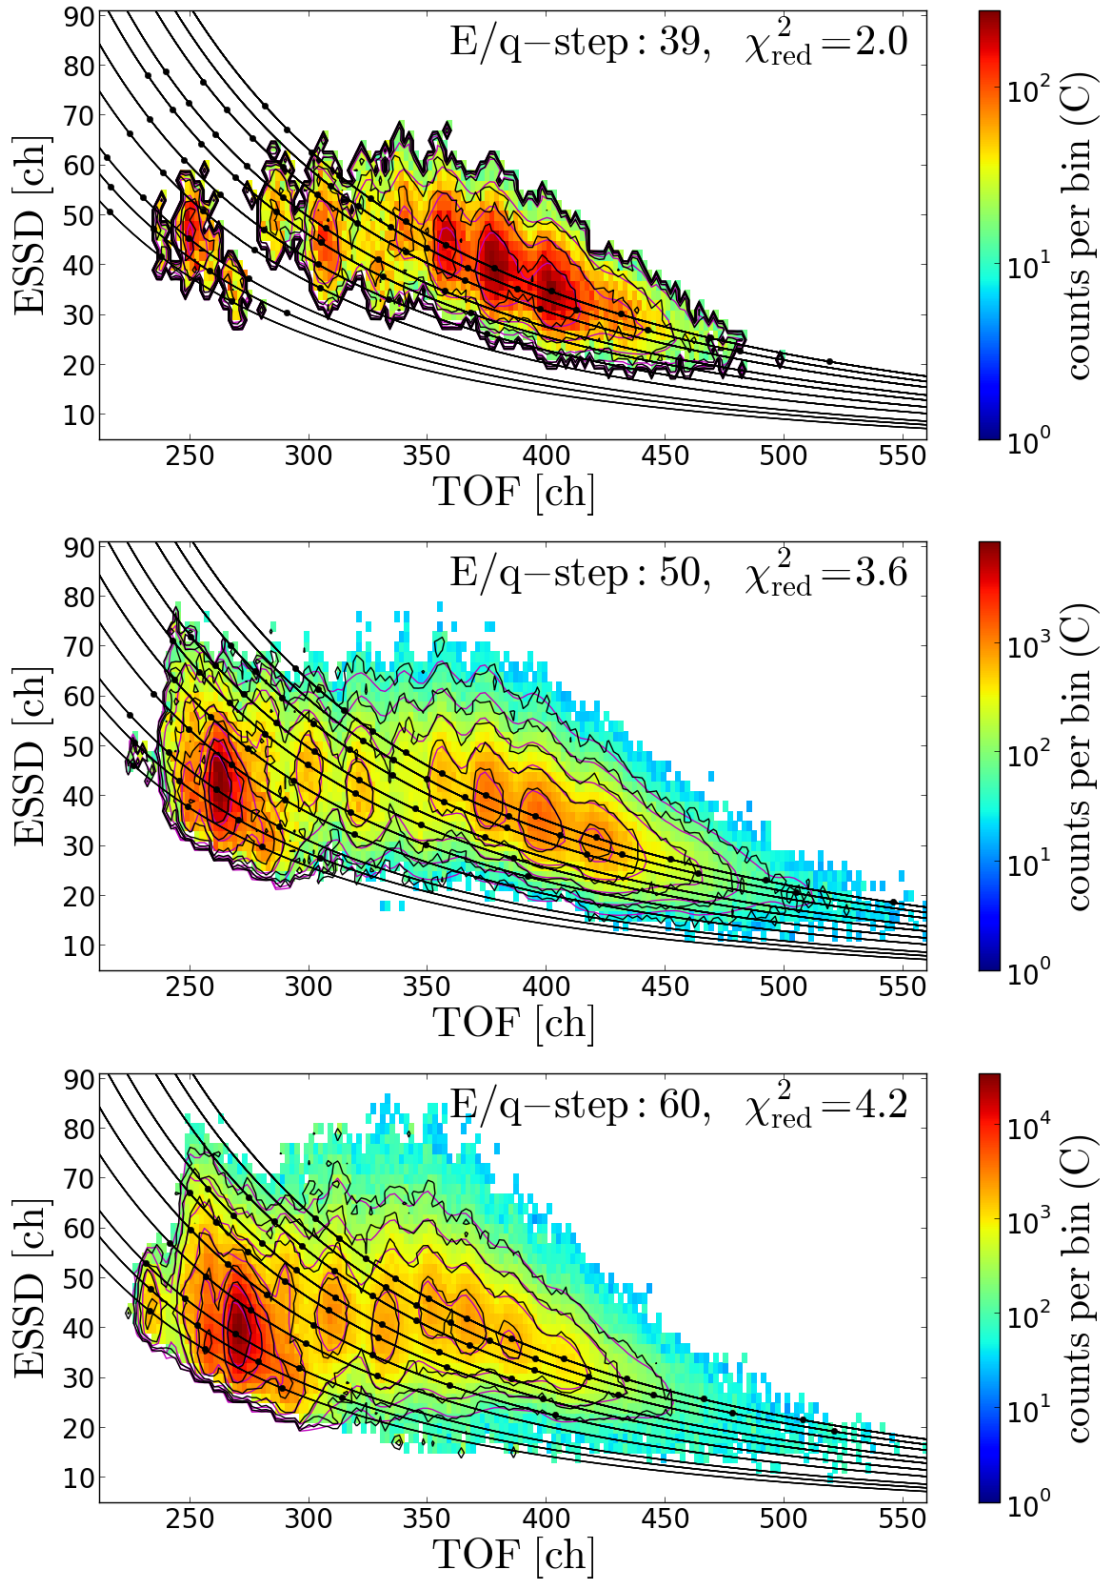 E/q−step: 39, χ²red=2.0
90
80
70
60
50
40
30
20
10
ESSD [ch]
250 300 350 400 450 500 550
TOF [ch]
10²
10¹
10⁰
counts per bin (C)
E/q−step: 50, χ²red=3.6
90
80
70
60
50
40
30
20
10
ESSD [ch]
250 300 350 400 450 500 550
TOF [ch]
10³
10²
10¹
10⁰
counts per bin (C)
E/q−step: 60, χ²red=4.2
90
80
70
60
50
40
30
20
10
ESSD [ch]
250 300 350 400 450 500 550
TOF [ch]
10⁴
10³
10²
10¹
10⁰
counts per bin (C)